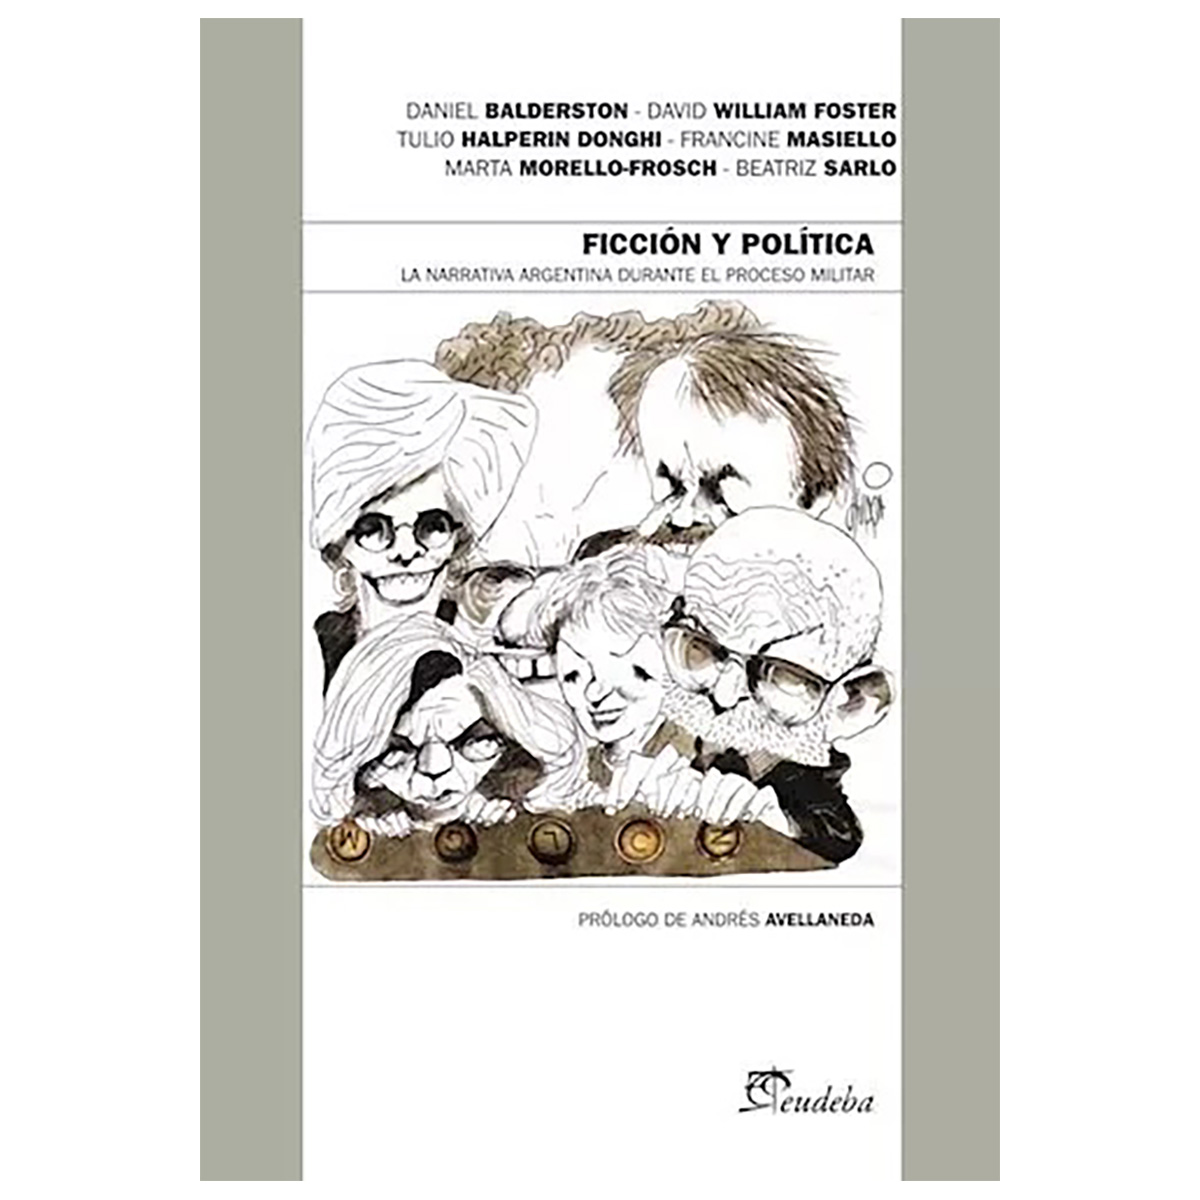 DANIEL BALDERSTON - DAVID WILLIAM FOSTER
TULIO HALPERIN DONGHI - FRANCINE MASIELLO
MARTA MORELLO-FROSCH - BEATRIZ SARLO
FICCIÓN Y POLÍTICA
LA NARRATIVA ARGENTINA DURANTE EL PROCESO MILITAR
M Q L C Z
PRÓLOGO DE ANDRÉS AVELLANEDA
eudeba